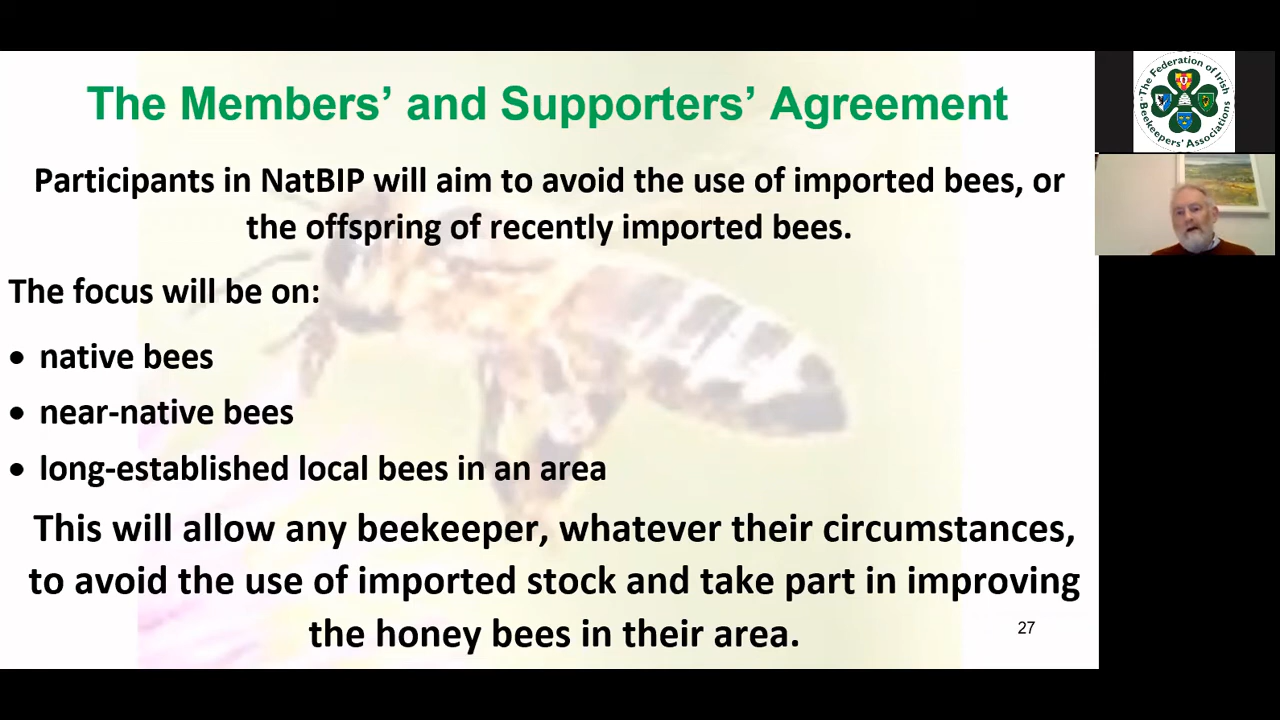 The Members’ and Supporters’ Agreement
Participants in NatBIP will aim to avoid the use of imported bees, or
the offspring of recently imported bees.
The focus will be on:
• native bees
• near-native bees
• long-established local bees in an area
This will allow any beekeeper, whatever their circumstances,
to avoid the use of imported stock and take part in improving
the honey bees in their area.
27
The Federation of Irish
Beekeepers' Associations